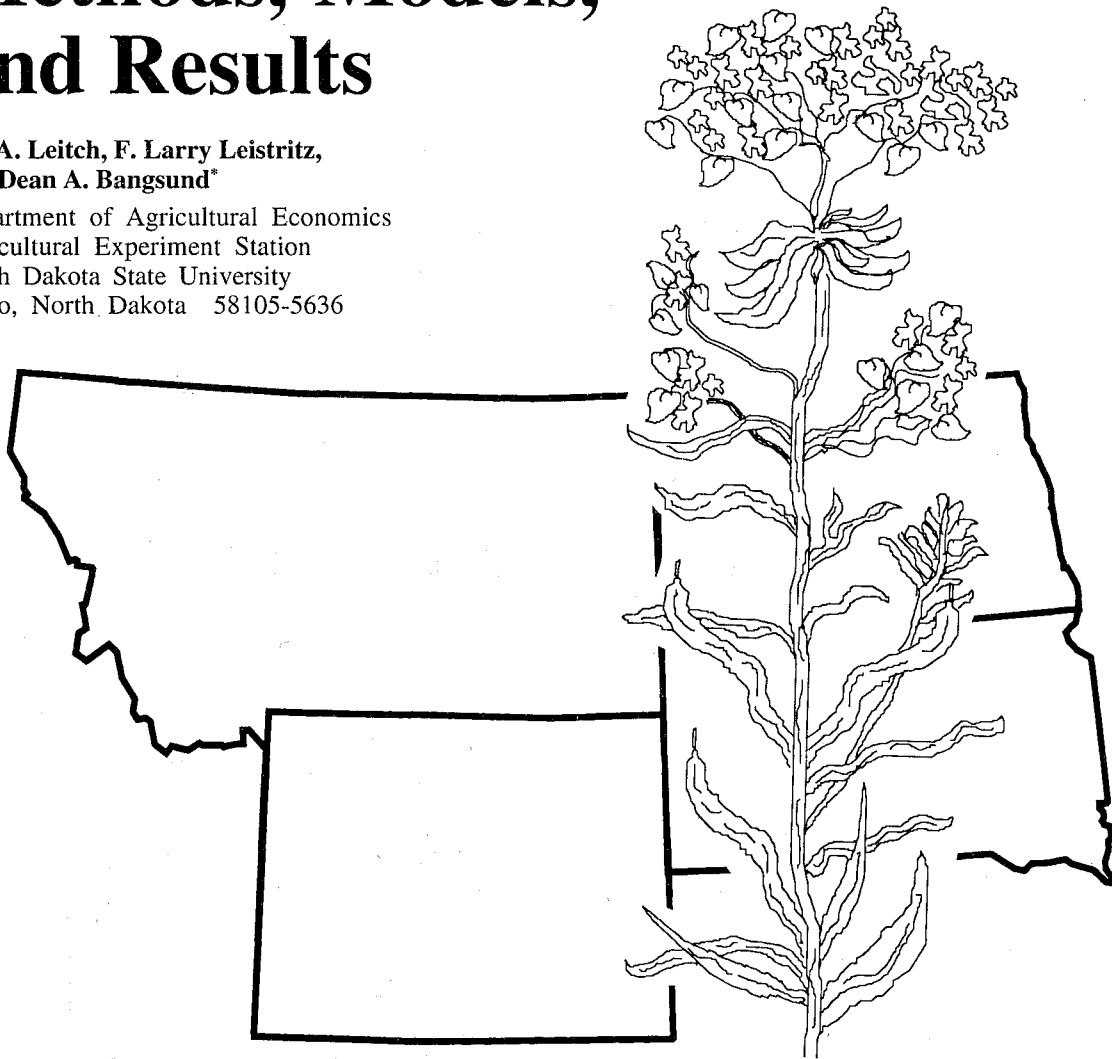 ethods, Models,
nd Results
A. Leitch, F. Larry Leistritz,
Dean A. Bangsund*
artment of Agricultural Economics
cultural Experiment Station
h Dakota State University
o, North Dakota 58105-5636